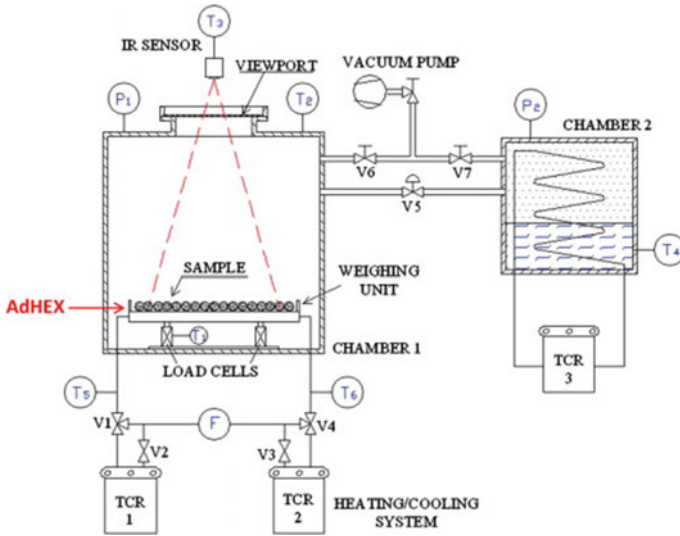 T3
IR SENSOR
VIEWPORT
P1
T2
VACUUM PUMP
P2
CHAMBER 2
V6
V7
V5
T4
SAMPLE
WEIGHING
UNIT
AdHEX
T1
CHAMBER 1
LOAD CELLS
TCR
3
T5
T6
V1
F
V4
V2
V3
TCR
1
TCR
2
HEATING/COOLING
SYSTEM